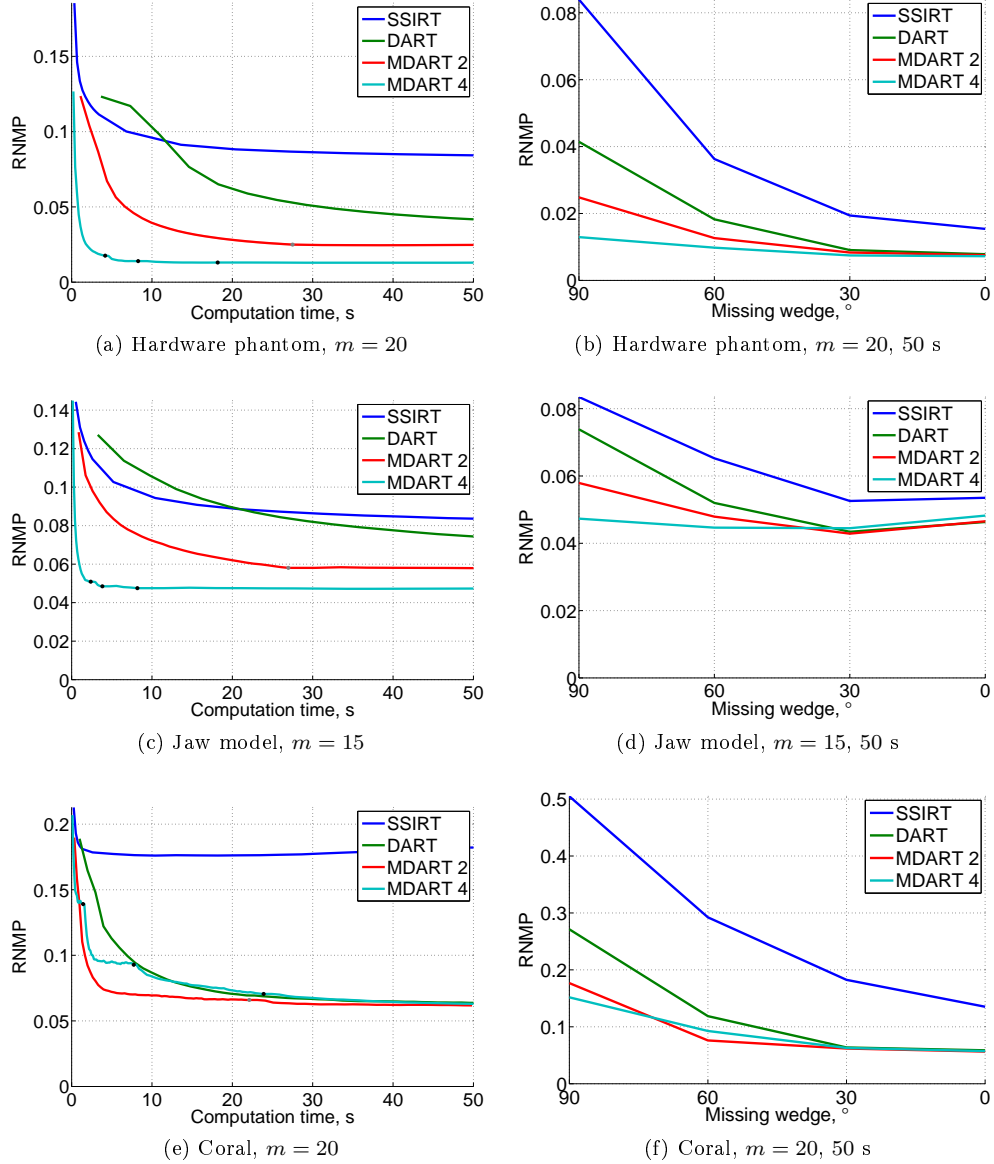 RNMP
0.15
0.1
0.05
0
SSIRT
DART
MDART 2
MDART 4
0 10 20 30 40 50
Computation time, s
(a) Hardware phantom, m = 20
RNMP
0.08
0.06
0.04
0.02
0
SSIRT
DART
MDART 2
MDART 4
90 60 30 0
Missing wedge, °
(b) Hardware phantom, m = 20, 50 s
RNMP
0.14
0.12
0.1
0.08
0.06
0.04
0.02
0
SSIRT
DART
MDART 2
MDART 4
0 10 20 30 40 50
Computation time, s
(c) Jaw model, m = 15
RNMP
0.08
0.06
0.04
0.02
0
SSIRT
DART
MDART 2
MDART 4
90 60 30 0
Missing wedge, °
(d) Jaw model, m = 15, 50 s
RNMP
0.2
0.15
0.1
0.05
0
SSIRT
DART
MDART 2
MDART 4
0 10 20 30 40 50
Computation time, s
(e) Coral, m = 20
RNMP
0.5
0.4
0.3
0.2
0.1
0
SSIRT
DART
MDART 2
MDART 4
90 60 30 0
Missing wedge, °
(f) Coral, m = 20, 50 s